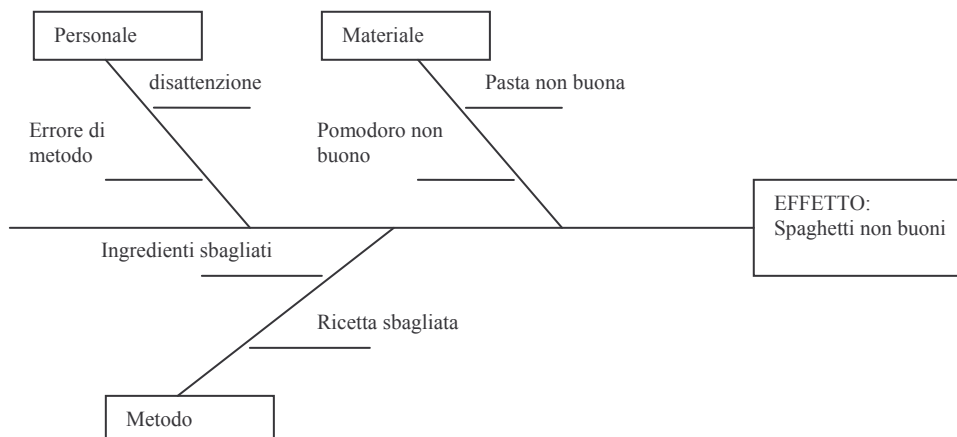 Personale
Materiale
disattenzione
Pasta non buona
Errore di
metodo
Pomodoro non
buono
EFFETTO:
Spaghetti non buoni
Ingredienti sbagliati
Ricetta sbagliata
Metodo